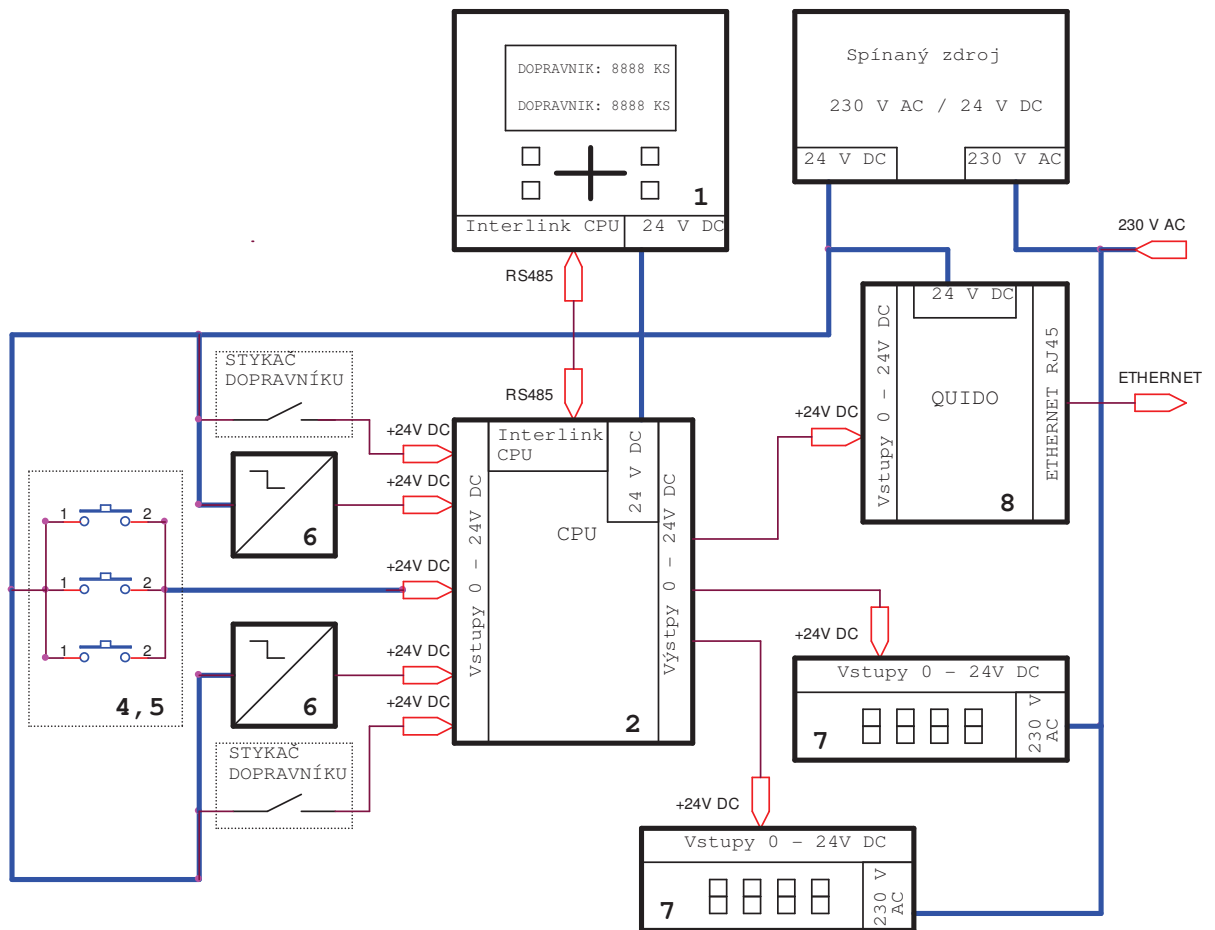 DOPRAVNIK: 8888 KS
DOPRAVNIK: 8888 KS
1
Interlink CPU
24 V DC
Spínaný zdroj
230 V AC / 24 V DC
24 V DC
230 V AC
230 V AC
RS485
RS485
24 V DC
Vstupy 0 - 24V DC
QUIDO
ETHERNET RJ45
8
ETHERNET
+24V DC
STYKAČ
DOPRAVNÍKU
+24V DC
6
+24V DC
1 2
1 2
1 2
4,5
+24V DC
6
+24V DC
STYKAČ
DOPRAVNÍKU
+24V DC
Interlink
CPU
24 V DC
Vstupy 0 - 24V DC
CPU
Výstpy 0 - 24V DC
2
+24V DC
Vstupy 0 - 24V DC
7
230 V
AC
+24V DC
Vstupy 0 - 24V DC
7
230 V
AC